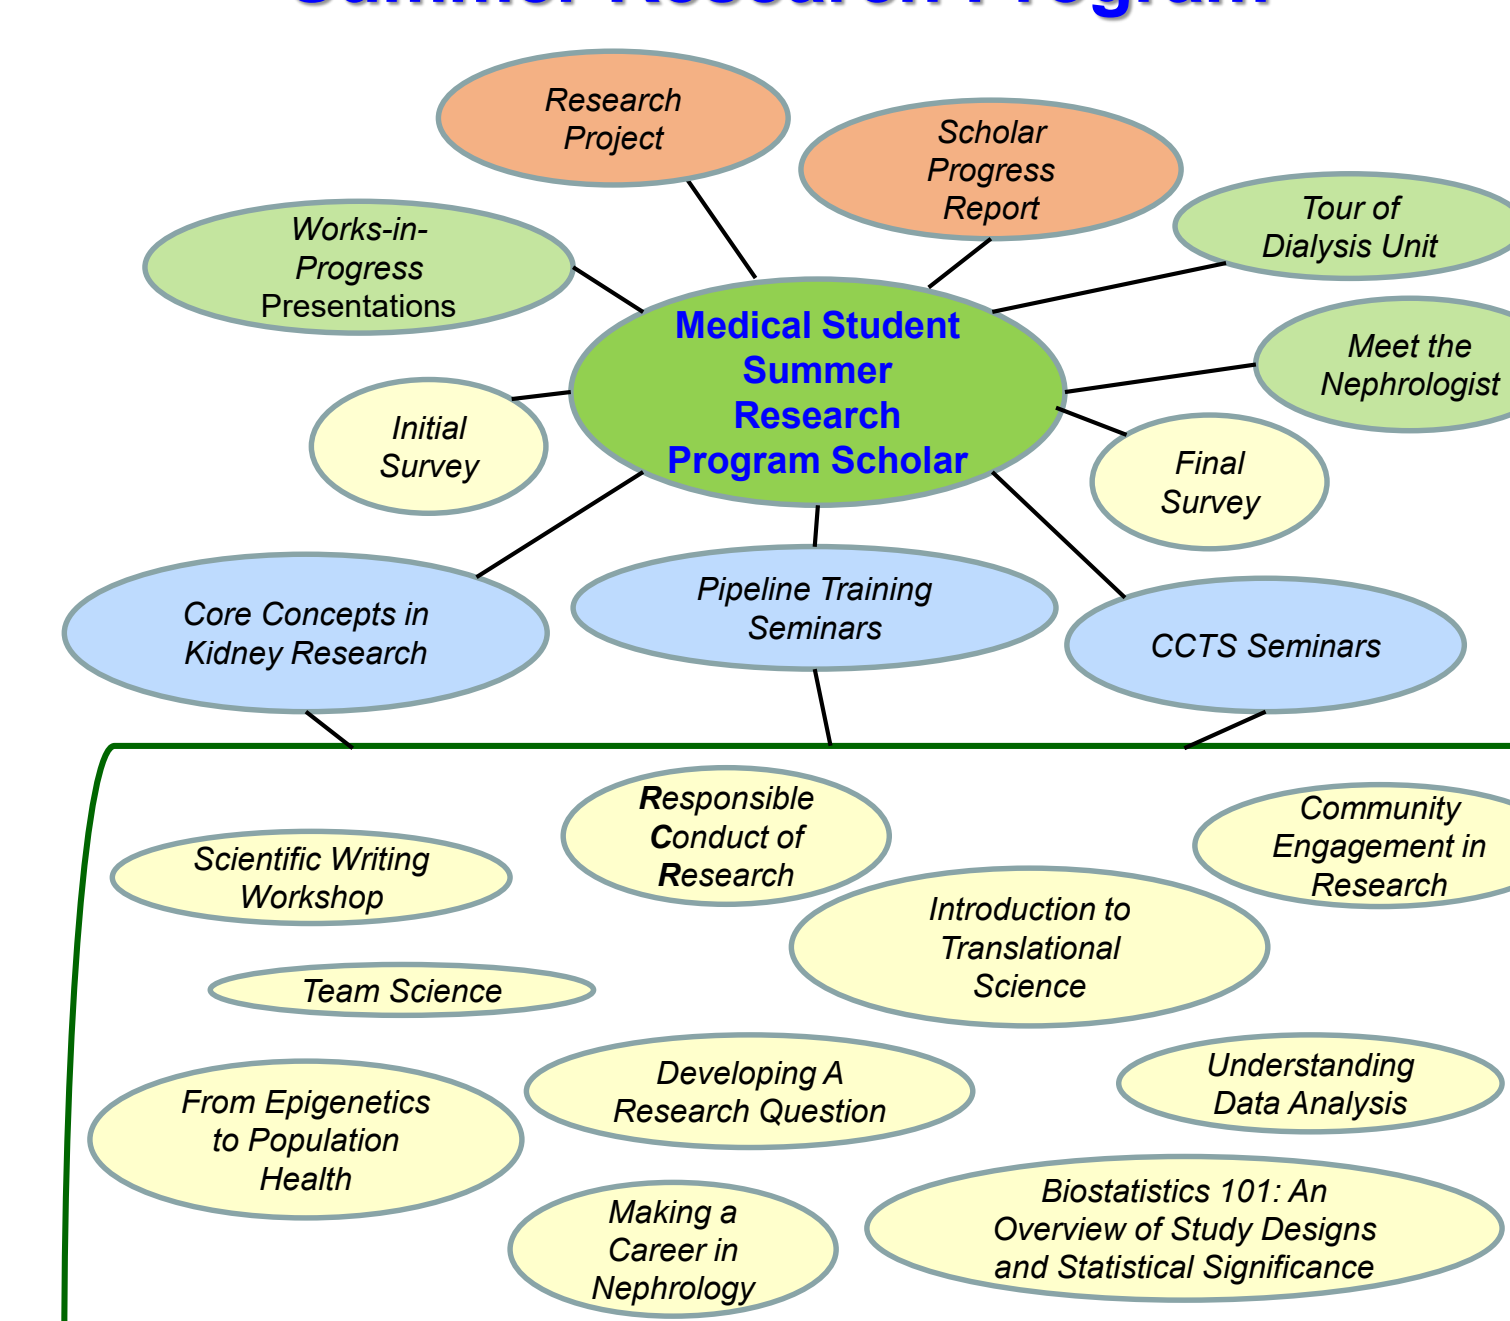 Summer Research Program
Research
Project
Scholar
Progress
Report
Tour of
Dialysis Unit
Works-in-
Progress
Presentations
Medical Student
Summer
Research
Program Scholar
Meet the
Nephrologist
Initial
Survey
Final
Survey
Core Concepts in
Kidney Research
Pipeline Training
Seminars
CCTS Seminars
Responsible
Conduct of
Research
Community
Engagement in
Research
Scientific Writing
Workshop
Introduction to
Translational
Science
Team Science
Developing A
Research Question
Understanding
Data Analysis
From Epigenetics
to Population
Health
Making a
Career in
Nephrology
Biostatistics 101: An
Overview of Study Designs
and Statistical Significance